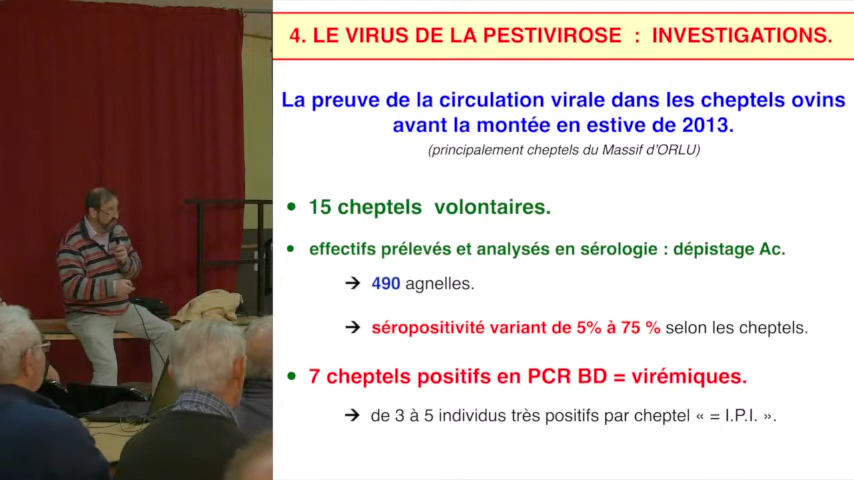 4. LE VIRUS DE LA PESTIVIROSE : INVESTIGATIONS.
La preuve de la circulation virale dans les cheptels ovins
avant la montée en estive de 2013.
(principalement cheptels du Massif d'ORLU)
• 15 cheptels volontaires.
• effectifs prélevés et analysés en sérologie : dépistage Ac.
→ 490 agnelles.
→ séropositivité variant de 5% à 75 % selon les cheptels.
• 7 cheptels positifs en PCR BD = virémiques.
→ de 3 à 5 individus très positifs par cheptel « = I.P.I. ».